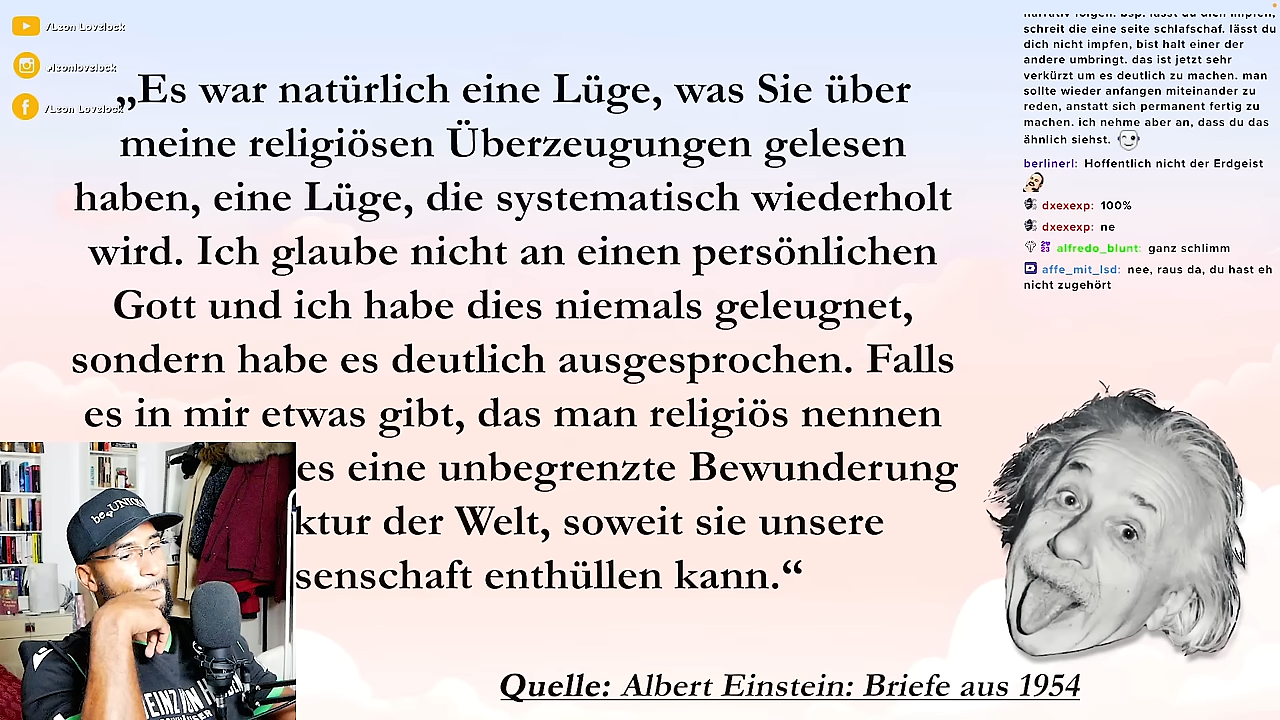 /Leon Lovelock
/leonlovelock
/Leon Lovelock
„Es war natürlich eine Lüge, was Sie über
meine religiösen Überzeugungen gelesen
haben, eine Lüge, die systematisch wiederholt
wird. Ich glaube nicht an einen persönlichen
Gott und ich habe dies niemals geleugnet,
sondern habe es deutlich ausgesprochen. Falls
es in mir etwas gibt, das man religiös nennen
es eine unbegrenzte Bewunderung
ktur der Welt, soweit sie unsere
senschaft enthüllen kann.“
Quelle: Albert Einstein: Briefe aus 1954
narrativ folgen. bsp. lässt du dich impfen,
schreit die eine seite schlafschaf. lässt du
dich nicht impfen, bist halt einer der
andere umbringt. das ist jetzt sehr
verkürzt um es deutlich zu machen. man
sollte wieder anfangen miteinander zu
reden, anstatt sich permanent fertig zu
machen. ich nehme aber an, dass du das
ähnlich siehst.
berlinerl: Hoffentlich nicht der Erdgeist
dxexexp: 100%
dxexexp: ne
alfredo_blunt: ganz schlimm
affe_mit_lsd: nee, raus da, du hast eh
nicht zugehört